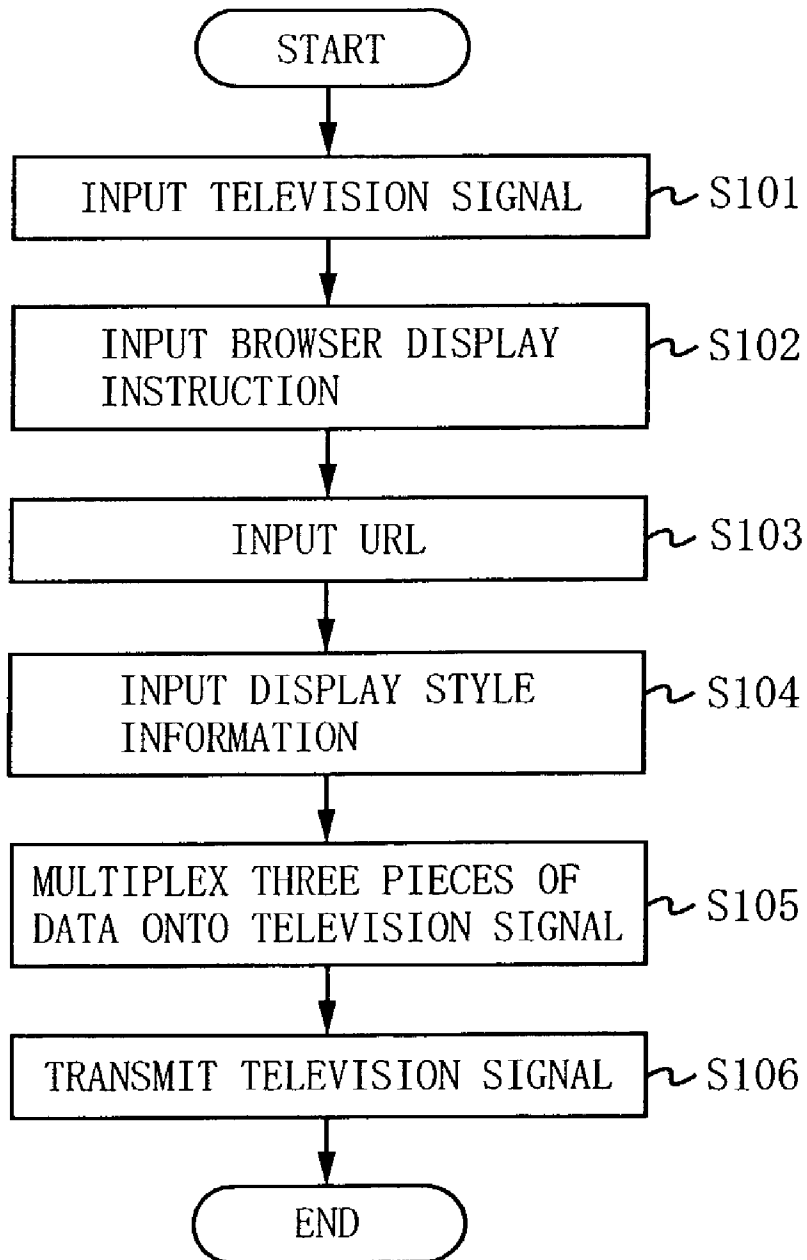 START
INPUT TELEVISION SIGNAL
S101
INPUT BROWSER DISPLAY
INSTRUCTION
S102
INPUT URL
S103
INPUT DISPLAY STYLE
INFORMATION
S104
MULTIPLEX THREE PIECES OF
DATA ONTO TELEVISION SIGNAL
S105
TRANSMIT TELEVISION SIGNAL
S106
END